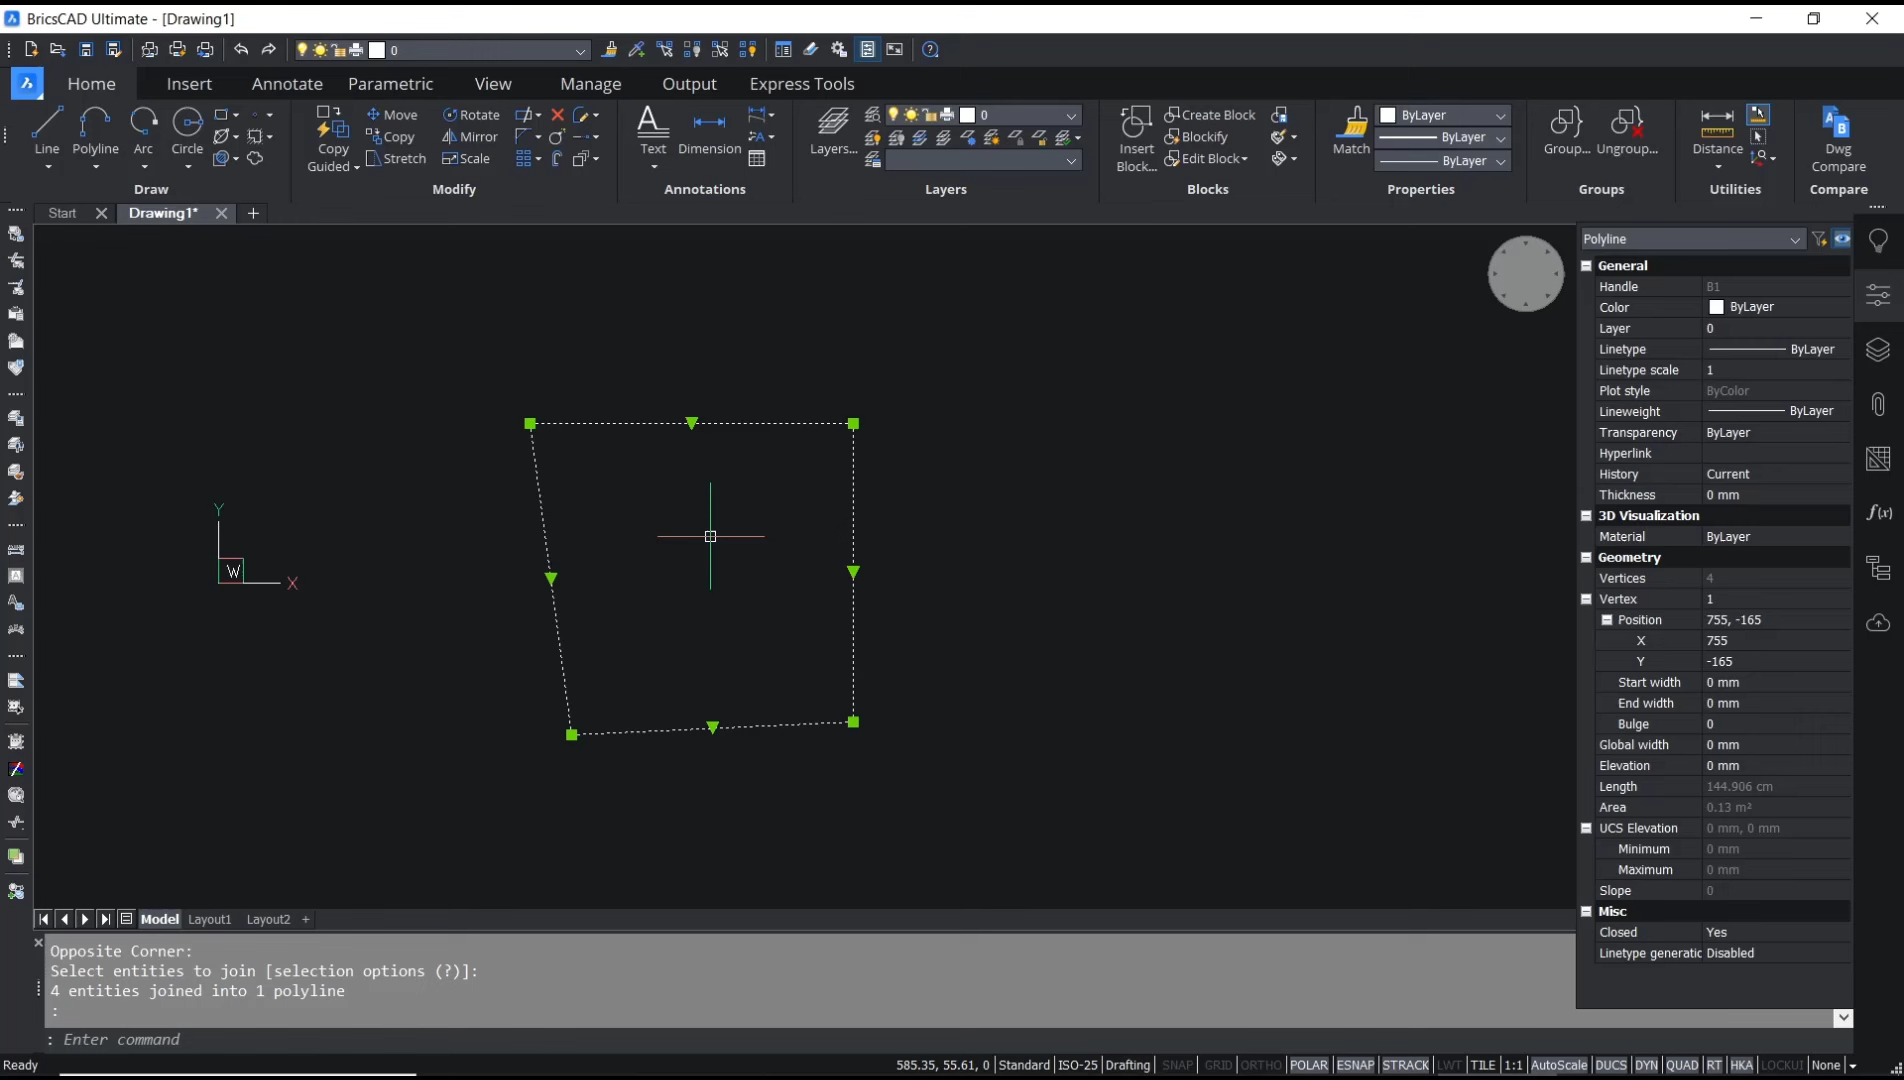 BricsCAD Ultimate - [Drawing1]
0
Home Insert Annotate Parametric View Manage Output Express Tools
Line Polyline Arc Circle
Draw
Copy Guided
Move Rotate
Copy Mirror
Stretch Scale
Modify
Text Dimension
Annotations
Layers...
0
Layers
Insert Block...
Create Block
Blockify
Edit Block
Blocks
Match
ByLayer
ByLayer
ByLayer
Properties
Group... Ungroup...
Groups
Distance
Utilities
Dwg Compare
Compare
Start Drawing1*
Polyline
General
Handle B1
Color ByLayer
Layer 0
Linetype ByLayer
Linetype scale 1
Plot style ByColor
Lineweight ByLayer
Transparency ByLayer
Hyperlink
History Current
Thickness 0 mm
3D Visualization
Material ByLayer
Geometry
Vertices 4
Vertex 1
Position 755, -165
X 755
Y -165
Start width 0 mm
End width 0 mm
Bulge 0
Global width 0 mm
Elevation 0 mm
Length 144.906 cm
Area 0.13 m²
UCS Elevation 0 mm, 0 mm
Minimum 0 mm
Maximum 0 mm
Slope 0
Misc
Closed Yes
Linetype generatic Disabled
f(x)
Y
W X
Model Layout1 Layout2 +
Opposite Corner:
Select entities to join [selection options (?)]:
4 entities joined into 1 polyline
:
: Enter command
Ready 585.35, 55.61, 0 Standard ISO-25 Drafting SNAP GRID ORTHO POLAR ESNAP STRACK LWT TILE 1:1 AutoScale DUCS DYN QUAD RT HKA LOCKUI None